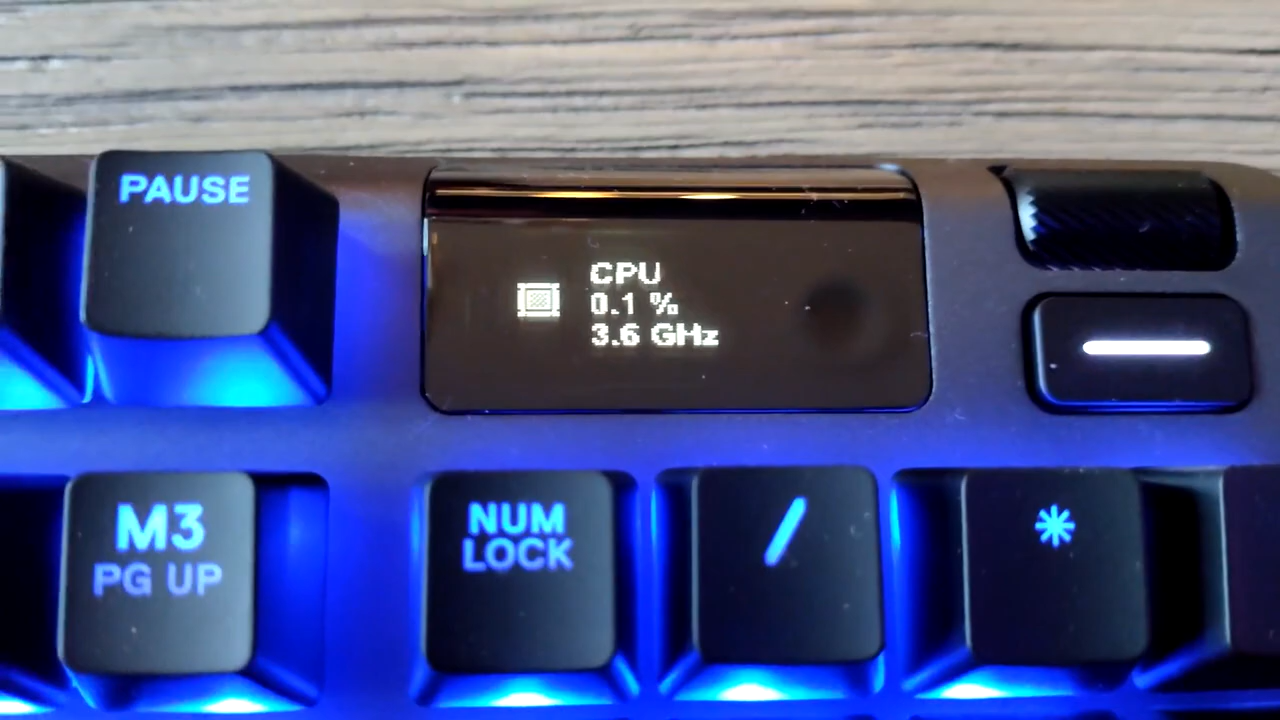 PAUSE
CPU
0.1 %
3.6 GHz
M3
PG UP
NUM
LOCK
/
*